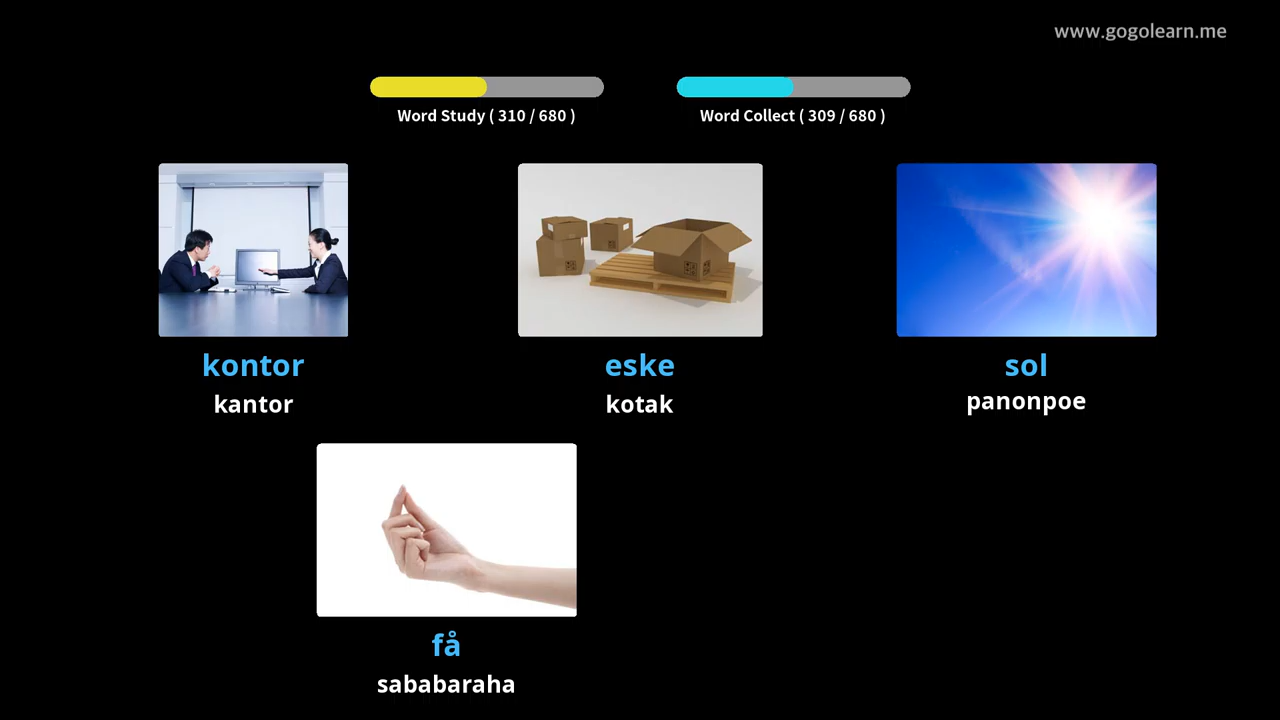 www.gogolearn.me
Word Study ( 310 / 680 )
Word Collect ( 309 / 680 )
kontor
kantor
eske
kotak
sol
panonpoe
få
sababaraha